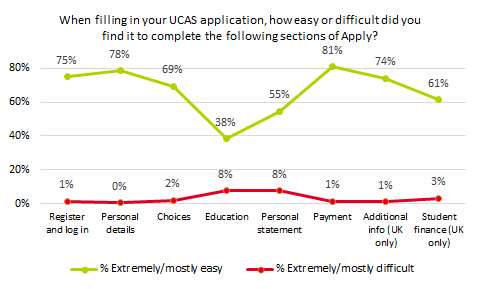 When filling in your UCAS application, how easy or difficult did you
find it to complete the following sections of Apply?
75%
78%
69%
38%
55%
81%
74%
61%
80%
60%
40%
20%
0%
1%
0%
2%
8%
8%
1%
1%
3%
Register
and log in
Personal
details
Choices
Education
Personal
statement
Payment
Additional
info (UK
only)
Student
finance (UK
only)
% Extremely/mostly easy
% Extremely/mostly difficult